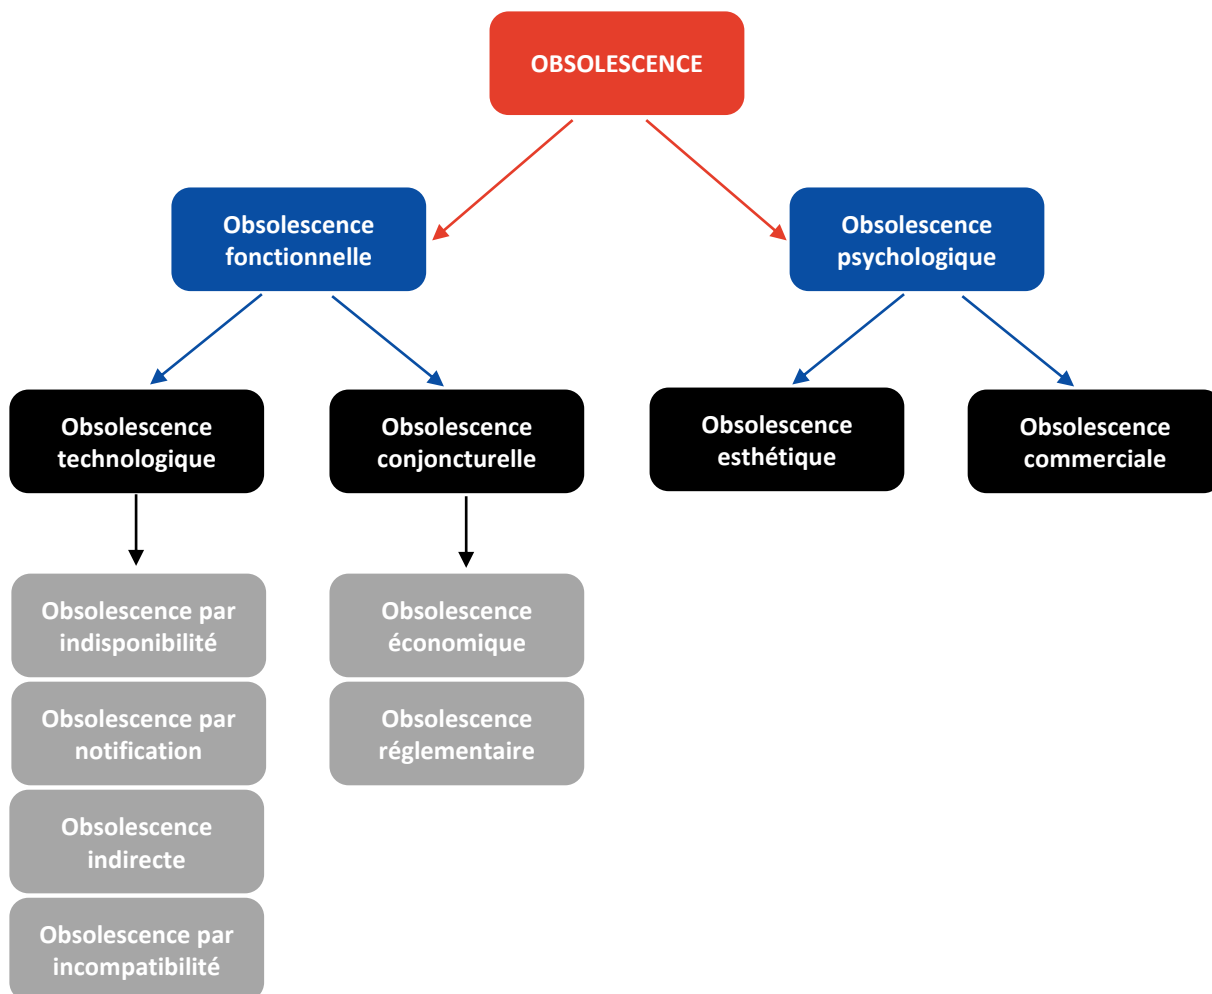 OBSOLESCENCE
Obsolescence
fonctionnelle
Obsolescence
psychologique
Obsolescence
technologique
Obsolescence
conjoncturelle
Obsolescence
esthétique
Obsolescence
commerciale
Obsolescence par
indisponibilité
Obsolescence
économique
Obsolescence par
notification
Obsolescence
réglementaire
Obsolescence
indirecte
Obsolescence par
incompatibilité